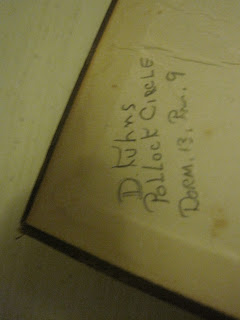 D. Kuhns
Pollock Circle
Dorm. 13, Rm. 9